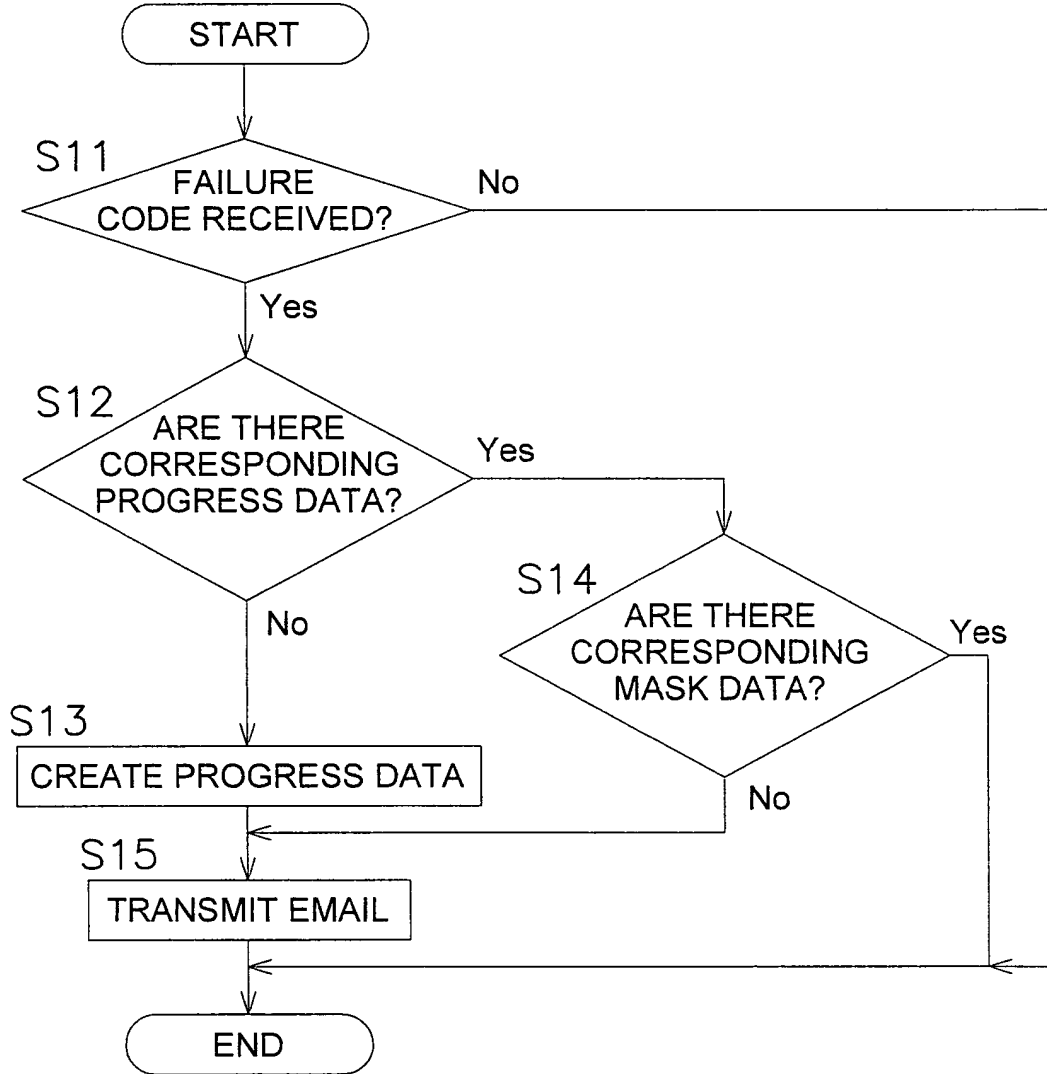 START
S11
FAILURE
CODE RECEIVED?
No
Yes
S12
ARE THERE
CORRESPONDING
PROGRESS DATA?
Yes
No
S14
ARE THERE
CORRESPONDING
MASK DATA?
Yes
No
S13
CREATE PROGRESS DATA
S15
TRANSMIT EMAIL
END